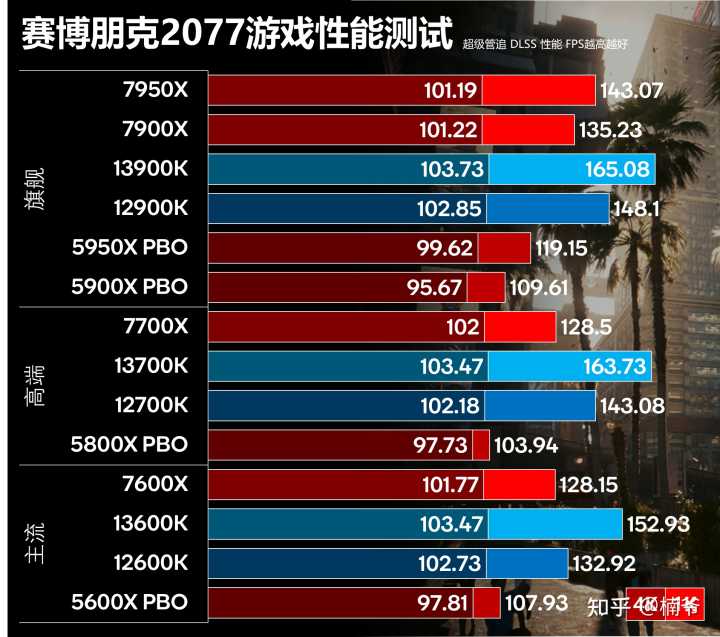 赛博朋克2077游戏性能测试 超级管追 DLSS 性能 FPS越高越好
旗舰
7950X 101.19 143.07
7900X 101.22 135.23
13900K 103.73 165.08
12900K 102.85 148.1
5950X PBO 99.62 119.15
5900X PBO 95.67 109.61
高端
7700X 102 128.5
13700K 103.47 163.73
12700K 102.18 143.08
5800X PBO 97.73 103.94
主流
7600X 101.77 128.15
13600K 103.47 152.93
12600K 102.73 132.92
5600X PBO 97.81 107.93
4K 1K
知乎 @楠爷